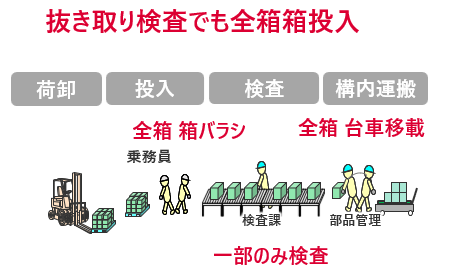 抜き取り検査でも全箱箱投入
荷卸 投入 検査 構内運搬
全箱 箱バラシ 全箱 台車移載
乗務員
検査課 部品管理
一部のみ検査